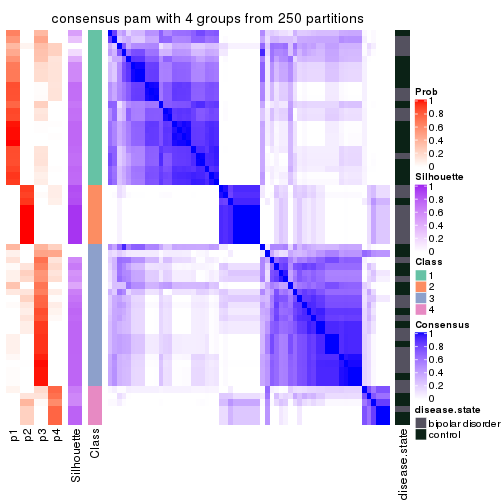 consensus pam with 4 groups from 250 partitions
Prob
1
0.8
0.6
0.4
0.2
0
Silhouette
1
0.8
0.6
0.4
0.2
0
Class
1
2
3
4
Consensus
1
0.8
0.6
0.4
0.2
0
disease.state
bipolar disorder
control
p1
p2
p3
p4
Silhouette
Class
disease.state